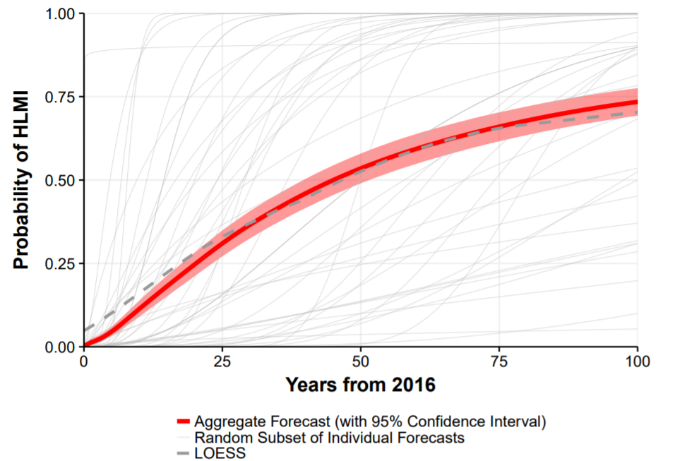 1.00
0.75
0.50
0.25
0.00
Probability of HLMI
0 25 50 75 100
Years from 2016
Aggregate Forecast (with 95% Confidence Interval)
Random Subset of Individual Forecasts
LOESS